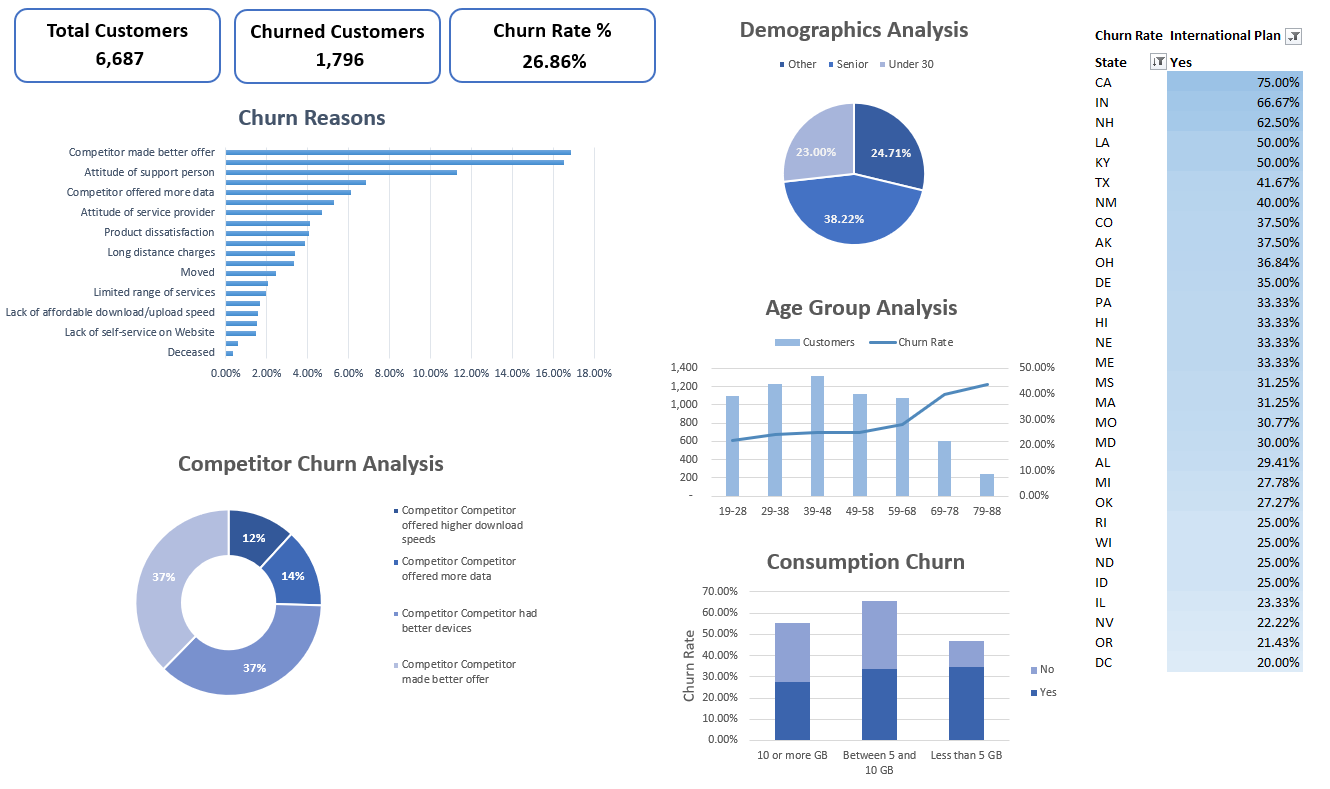 Total Customers
6,687
Churned Customers
1,796
Churn Rate %
26.86%
Churn Reasons
Competitor made better offer
Attitude of support person
Competitor offered more data
Attitude of service provider
Product dissatisfaction
Long distance charges
Moved
Limited range of services
Lack of affordable download/upload speed
Lack of self-service on Website
Deceased
0.00% 2.00% 4.00% 6.00% 8.00% 10.00% 12.00% 14.00% 16.00% 18.00%
Competitor Churn Analysis
12%
14%
37%
37%
Competitor Competitor
offered higher download
speeds
Competitor Competitor
offered more data
Competitor Competitor had
better devices
Competitor Competitor
made better offer
Demographics Analysis
Other Senior Under 30
23.00%
24.71%
38.22%
Age Group Analysis
Customers Churn Rate
1,400
1,200
1,000
800
600
400
200
-
50.00%
40.00%
30.00%
20.00%
10.00%
0.00%
19-28 29-38 39-48 49-58 59-68 69-78 79-88
Consumption Churn
Churn Rate
70.00%
60.00%
50.00%
40.00%
30.00%
20.00%
10.00%
0.00%
10 or more GB
Between 5 and
10 GB
Less than 5 GB
No
Yes
Churn Rate International Plan
State Yes
CA 75.00%
IN 66.67%
NH 62.50%
LA 50.00%
KY 50.00%
TX 41.67%
NM 40.00%
CO 37.50%
AK 37.50%
OH 36.84%
DE 35.00%
PA 33.33%
HI 33.33%
NE 33.33%
ME 33.33%
MS 31.25%
MA 31.25%
MO 30.77%
MD 30.00%
AL 29.41%
MI 27.78%
OK 27.27%
RI 25.00%
WI 25.00%
ND 25.00%
ID 25.00%
IL 23.33%
NV 22.22%
OR 21.43%
DC 20.00%